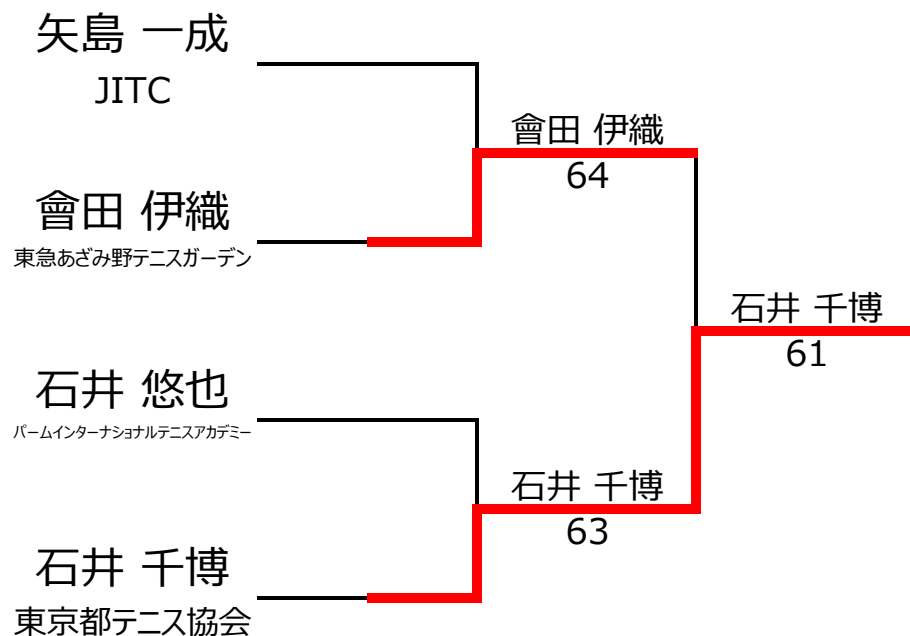 矢島 一成
JITC
會田 伊織
64
會田 伊織
東急あざみ野テニスガーデン
石井 千博
61
石井 悠也
パームインターナショナルテニスアカデミー
石井 千博
63
石井 千博
東京都テニス協会